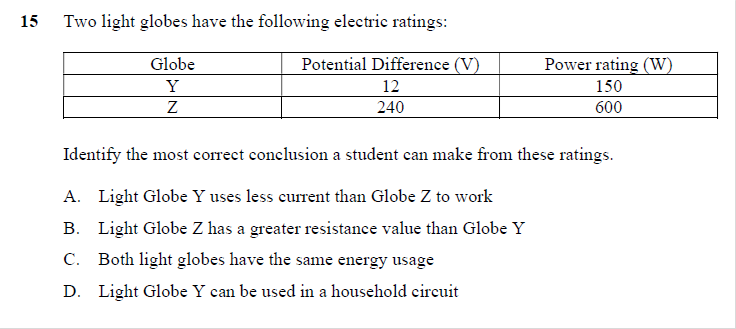 15 Two light globes have the following electric ratings:
Globe Potential Difference (V) Power rating (W)
Y 12 150
Z 240 600
Identify the most correct conclusion a student can make from these ratings.
A. Light Globe Y uses less current than Globe Z to work
B. Light Globe Z has a greater resistance value than Globe Y
C. Both light globes have the same energy usage
D. Light Globe Y can be used in a household circuit